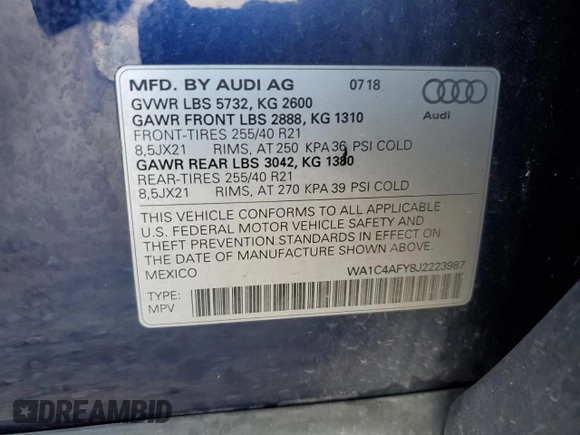 MFD. BY AUDI AG 07 18
GVWR LBS 5732, KG 2600
GAWR FRONT LBS 2888, KG 1310
FRONT-TIRES 255/40 R21
8,5JX21 RIMS, AT 250 KPA 36 PSI COLD
GAWR REAR LBS 3042, KG 1380
REAR-TIRES 255/40 R21
8,5JX21 RIMS, AT 270 KPA 39 PSI COLD
Audi
THIS VEHICLE CONFORMS TO ALL APPLICABLE
U.S. FEDERAL MOTOR VEHICLE SAFETY AND
THEFT PREVENTION STANDARDS IN EFFECT ON
THE DATE OF MANUFACTURE SHOWN ABOVE.
MEXICO WA1C4AFY8J2223987
TYPE:
MPV
DREAMBID